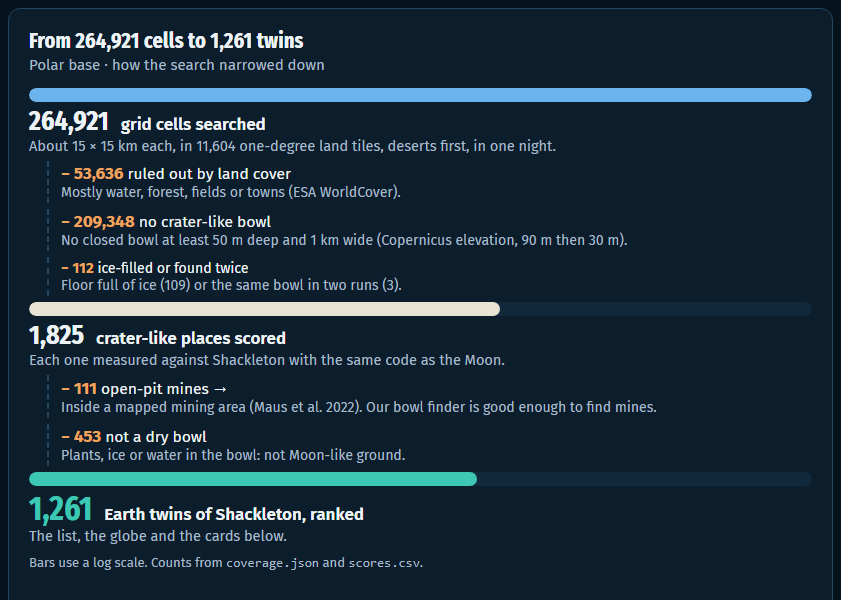 From 264,921 cells to 1,261 twins
Polar base · how the search narrowed down
264,921 grid cells searched
About 15 × 15 km each, in 11,604 one-degree land tiles, deserts first, in one night.
− 53,636 ruled out by land cover
Mostly water, forest, fields or towns (ESA WorldCover).
− 209,348 no crater-like bowl
No closed bowl at least 50 m deep and 1 km wide (Copernicus elevation, 90 m then 30 m).
− 112 ice-filled or found twice
Floor full of ice (109) or the same bowl in two runs (3).
1,825 crater-like places scored
Each one measured against Shackleton with the same code as the Moon.
− 111 open-pit mines →
Inside a mapped mining area (Maus et al. 2022). Our bowl finder is good enough to find mines.
− 453 not a dry bowl
Plants, ice or water in the bowl: not Moon-like ground.
1,261 Earth twins of Shackleton, ranked
The list, the globe and the cards below.
Bars use a log scale. Counts from coverage.json and scores.csv.